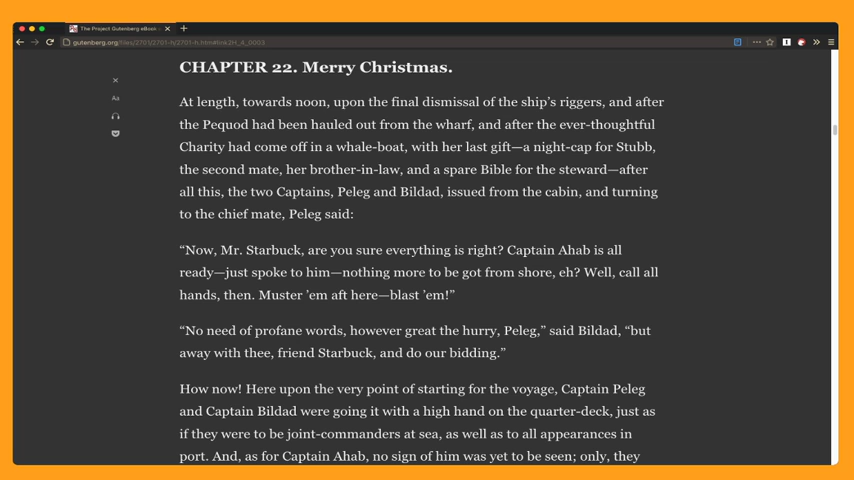 The Project Gutenberg eBook
gutenberg.org/files/2701/2701-h/2701-h.htm#link2H_4_0003
CHAPTER 22. Merry Christmas.
Aa
At length, towards noon, upon the final dismissal of the ship’s riggers, and after
the Pequod had been hauled out from the wharf, and after the ever-thoughtful
Charity had come off in a whale-boat, with her last gift—a night-cap for Stubb,
the second mate, her brother-in-law, and a spare Bible for the steward—after
all this, the two Captains, Peleg and Bildad, issued from the cabin, and turning
to the chief mate, Peleg said:
“Now, Mr. Starbuck, are you sure everything is right? Captain Ahab is all
ready—just spoke to him—nothing more to be got from shore, eh? Well, call all
hands, then. Muster ’em aft here—blast ’em!”
“No need of profane words, however great the hurry, Peleg,” said Bildad, “but
away with thee, friend Starbuck, and do our bidding.”
How now! Here upon the very point of starting for the voyage, Captain Peleg
and Captain Bildad were going it with a high hand on the quarter-deck, just as
if they were to be joint-commanders at sea, as well as to all appearances in
port. And, as for Captain Ahab, no sign of him was yet to be seen; only, they